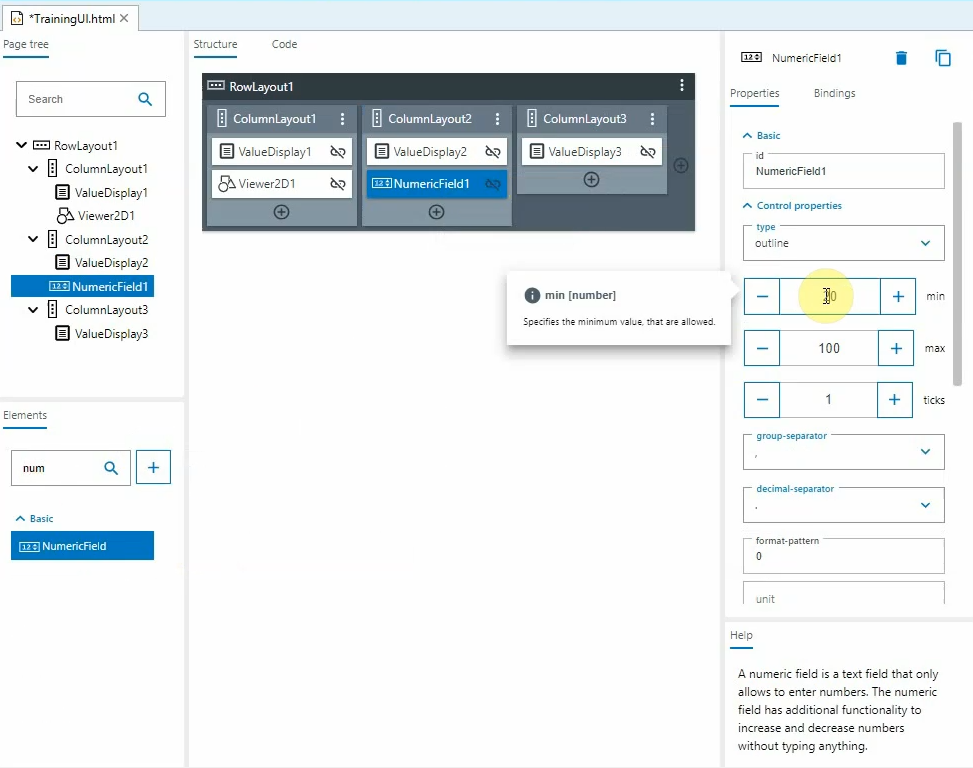 *TrainingUI.html
Page tree
Search
RowLayout1
ColumnLayout1
ValueDisplay1
Viewer2D1
ColumnLayout2
ValueDisplay2
NumericField1
ColumnLayout3
ValueDisplay3
Elements
num
Basic
NumericField
Structure
Code
RowLayout1
ColumnLayout1
ValueDisplay1
Viewer2D1
ColumnLayout2
ValueDisplay2
NumericField1
ColumnLayout3
ValueDisplay3
min [number]
Specifies the minimum value, that are allowed.
NumericField1
Properties
Bindings
Basic
id
NumericField1
Control properties
type
outline
min
100
max
1
ticks
group-separator
,
decimal-separator
.
format-pattern
0
unit
Help
A numeric field is a text field that only
allows to enter numbers. The numeric
field has additional functionality to
increase and decrease numbers
without typing anything.